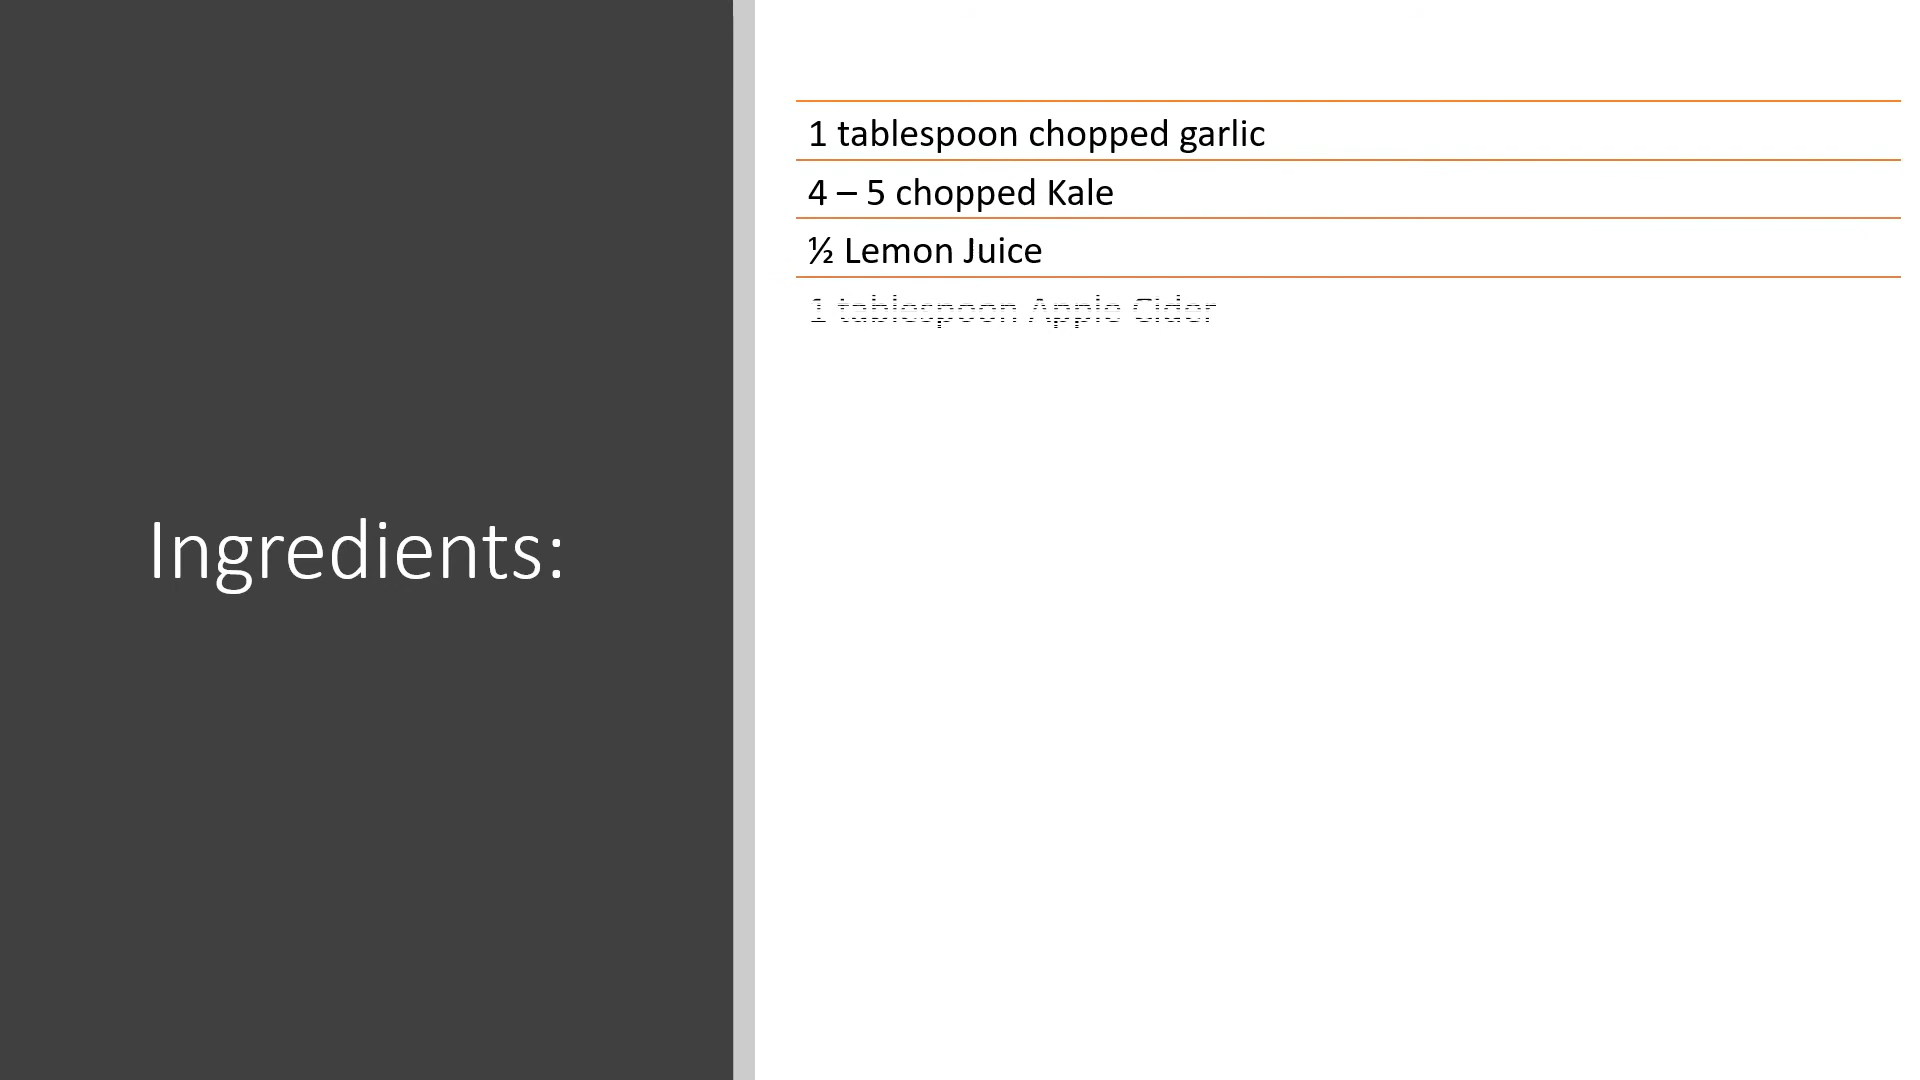 Ingredients:
1 tablespoon chopped garlic
4 – 5 chopped Kale
½ Lemon Juice
1 tablespoon Apple Cider